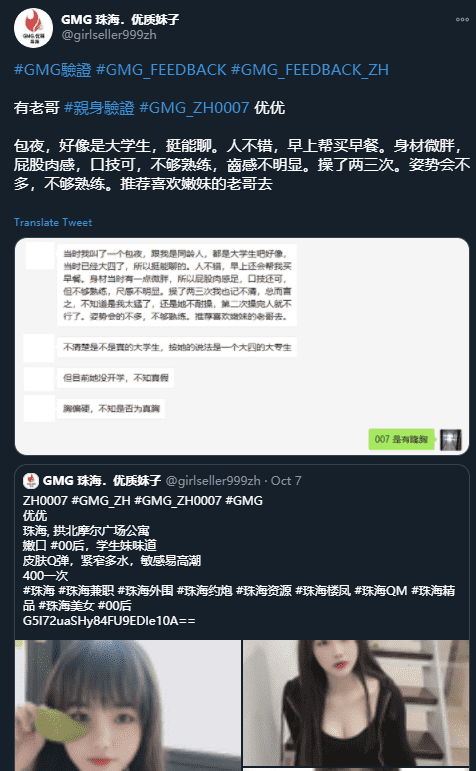 GMG 珠海．优质妹子
@girlseller999zh
#GMG驗證 #GMG_FEEDBACK #GMG_FEEDBACK_ZH
有老哥 #親身驗證 #GMG_ZH0007 优优
包夜，好像是大学生，挺能聊。人不错，早上帮买早餐。身材微胖，
屁股肉感，口技可，不够熟练，齒感不明显。操了两三次。姿势会不
多，不够熟练。推荐喜欢嫩妹的老哥去
Translate Tweet
当时我叫了一个包夜，跟我是同龄人，都是大学生吧好像，
当时已经大四了，所以挺能聊的。人不错，早上还会帮我买
早餐。身材当时有一点微胖，所以屁股肉感足，口技还可，
但不够熟练，尺感不明显。操了两三次我也记不清，总而言
之，不知道是我太猛了，还是她不耐操，第二次操完人就不
行了。姿势会的不多，不够熟练。推荐喜欢嫩妹的老哥去。
不清楚是不是真的大学生，按她的说法是一个大四的大专生
但目前她没开学，不知真假
胸偏硬，不知是否为真胸
007 是有隆胸
GMG 珠海．优质妹子 @girlseller999zh · Oct 7
ZH0007 #GMG_ZH #GMG_ZH0007 #GMG
优优
珠海, 拱北摩尔广场公寓
嫩口 #00后，学生妹味道
皮肤Q弹，紧窄多水，敏感易高潮
400一次
#珠海 #珠海兼职 #珠海外围 #珠海约炮 #珠海资源 #珠海楼凤 #珠海QM #珠海精
品 #珠海美女 #00后
G5I72uaSHy84FU9EDIe10A==